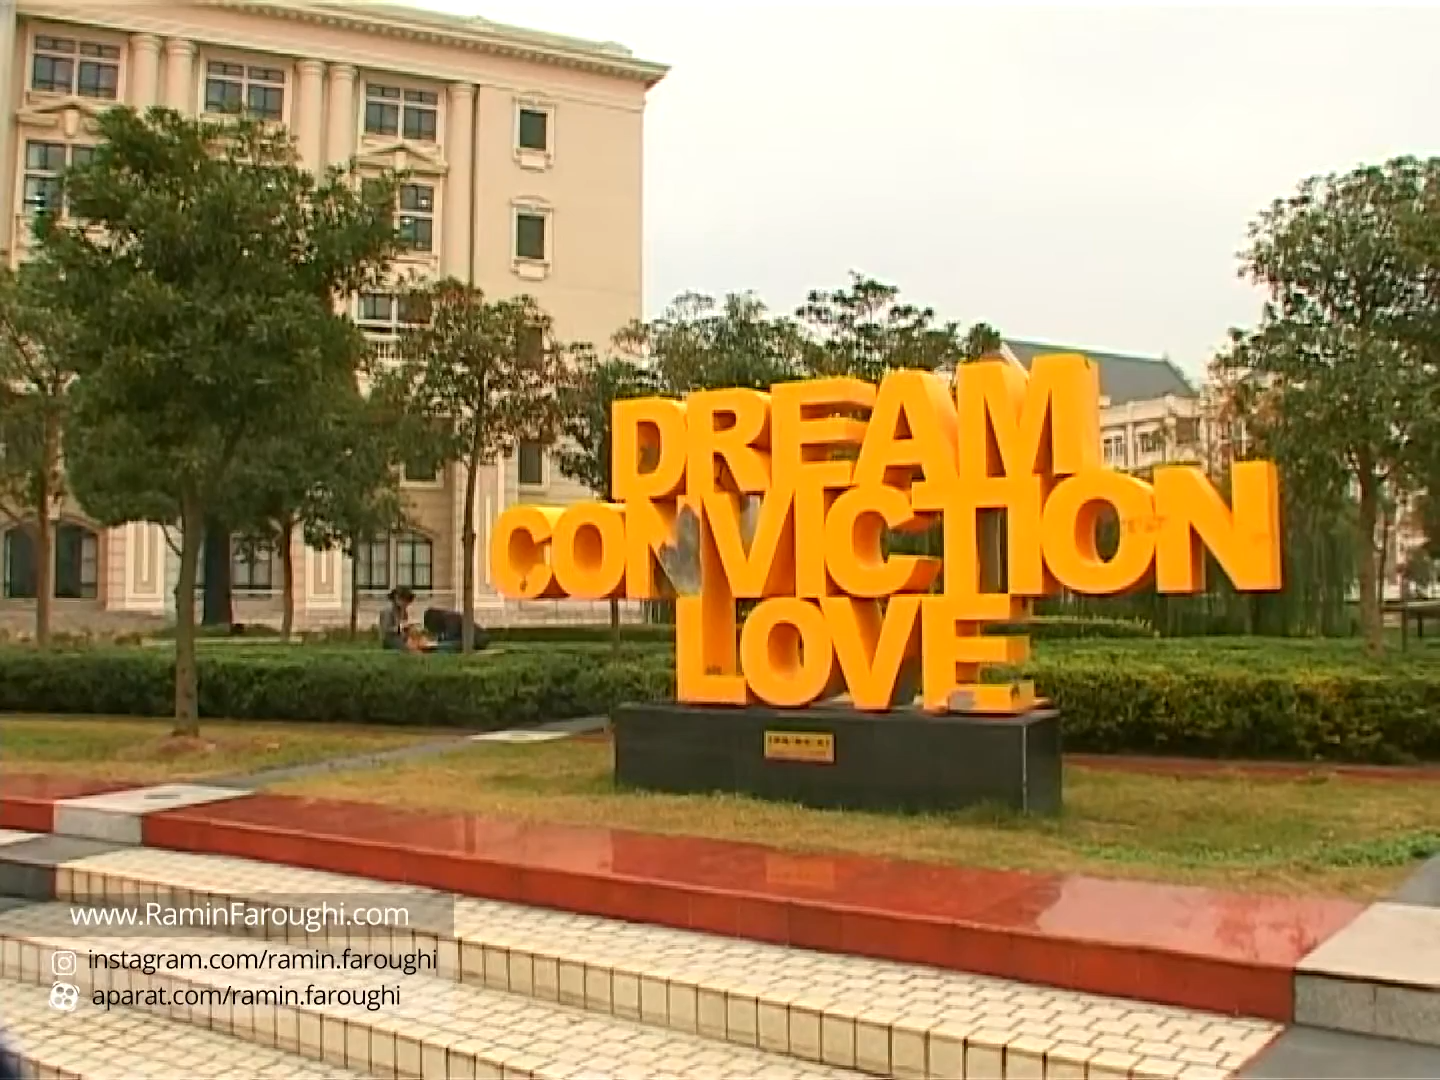 DREAM
CONVICTION
LOVE
www.RaminFaroughi.com
instagram.com/ramin.faroughi
aparat.com/ramin.faroughi